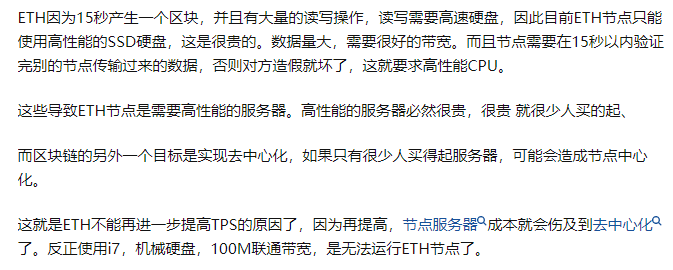 ETH因为15秒产生一个区块，并且有大量的读写操作，读写需要高速硬盘，因此目前ETH节点只能
使用高性能的SSD硬盘，这是很贵的。数据量大，需要很好的带宽。而且节点需要在15秒以内验证
完别的节点传输过来的数据，否则对方造假就坏了，这就要求高性能CPU。
这些导致ETH节点是需要高性能的服务器。高性能的服务器必然很贵，很贵 就很少人买的起、
而区块链的另外一个目标是实现去中心化，如果只有很少人买得起服务器，可能会造成节点中心
化。
这就是ETH不能再进一步提高TPS的原因了，因为再提高，节点服务器成本就会伤及到去中心化
了。反正使用i7，机械硬盘，100M联通带宽，是无法运行ETH节点了。